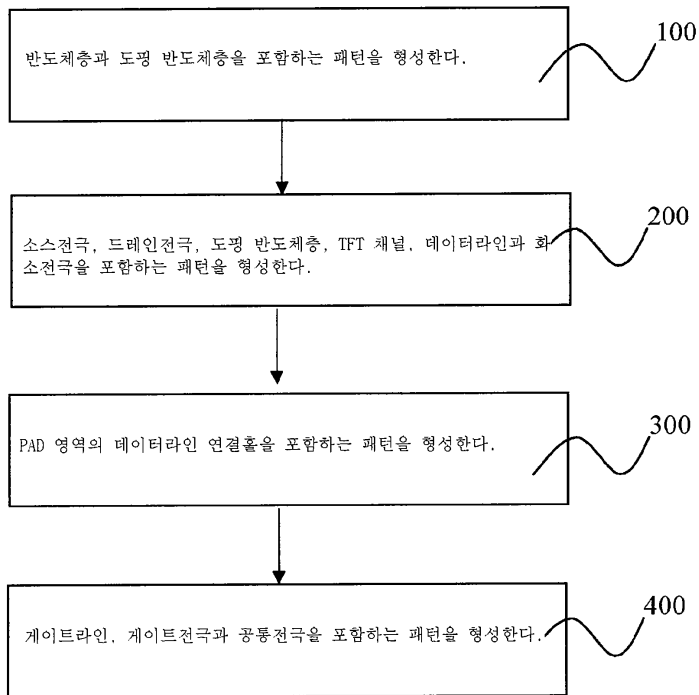 반도체층과 도핑 반도체층을 포함하는 패턴을 형성한다.
100
소스전극, 드레인전극, 도핑 반도체층, TFT 채널, 데이터라인과 화
소전극을 포함하는 패턴을 형성한다.
200
PAD 영역의 데이터라인 연결홀을 포함하는 패턴을 형성한다.
300
게이트라인, 게이트전극과 공통전극을 포함하는 패턴을 형성한다.
400